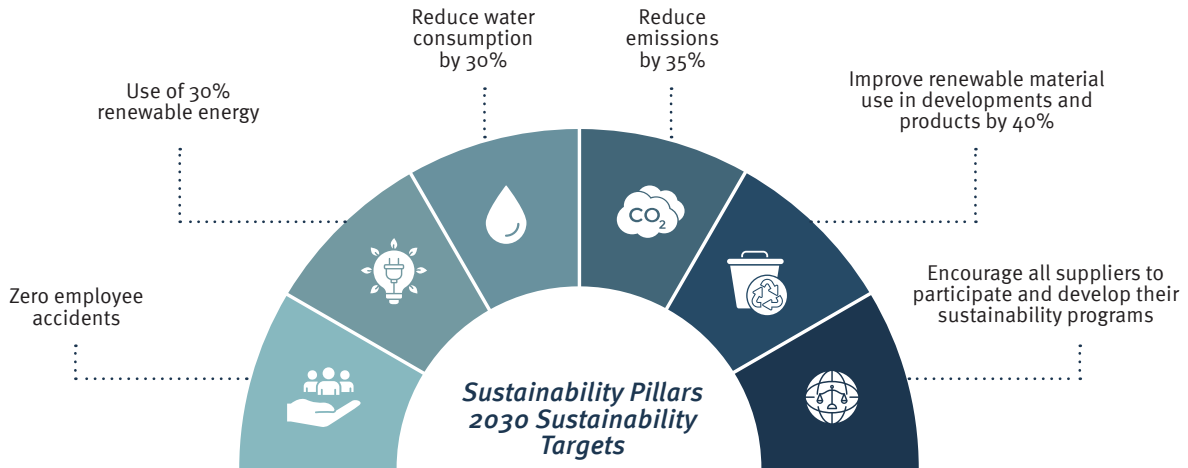 Reduce water
consumption
by 30%
Reduce
emissions
by 35%
Use of 30%
renewable energy
Improve renewable material
use in developments and
products by 40%
Zero employee
accidents
Encourage all suppliers to
participate and develop their
sustainability programs
CO2
Sustainability Pillars
2030 Sustainability
Targets